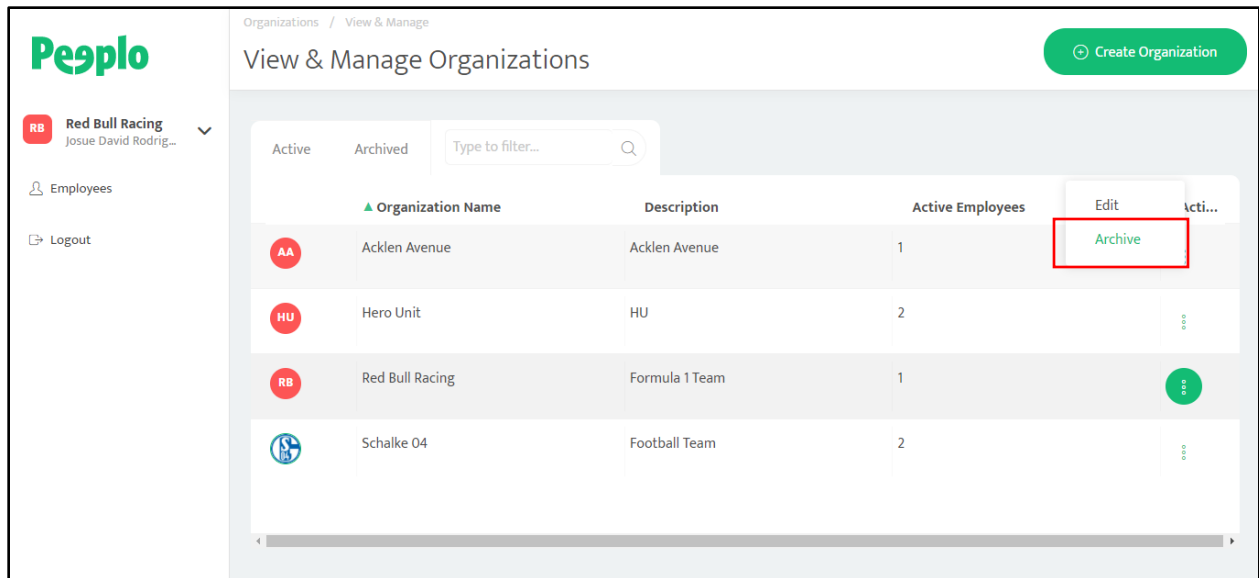 Peeplo
Organizations / View & Manage
View & Manage Organizations
Create Organization
RB
Red Bull Racing
Josue David Rodrig...
Employees
Logout
Active Archived Type to filter...
Organization Name Description Active Employees Acti...
Edit
Archive
AA Acklen Avenue Acklen Avenue 1
HU Hero Unit HU 2
RB Red Bull Racing Formula 1 Team 1
Schalke 04 Football Team 2